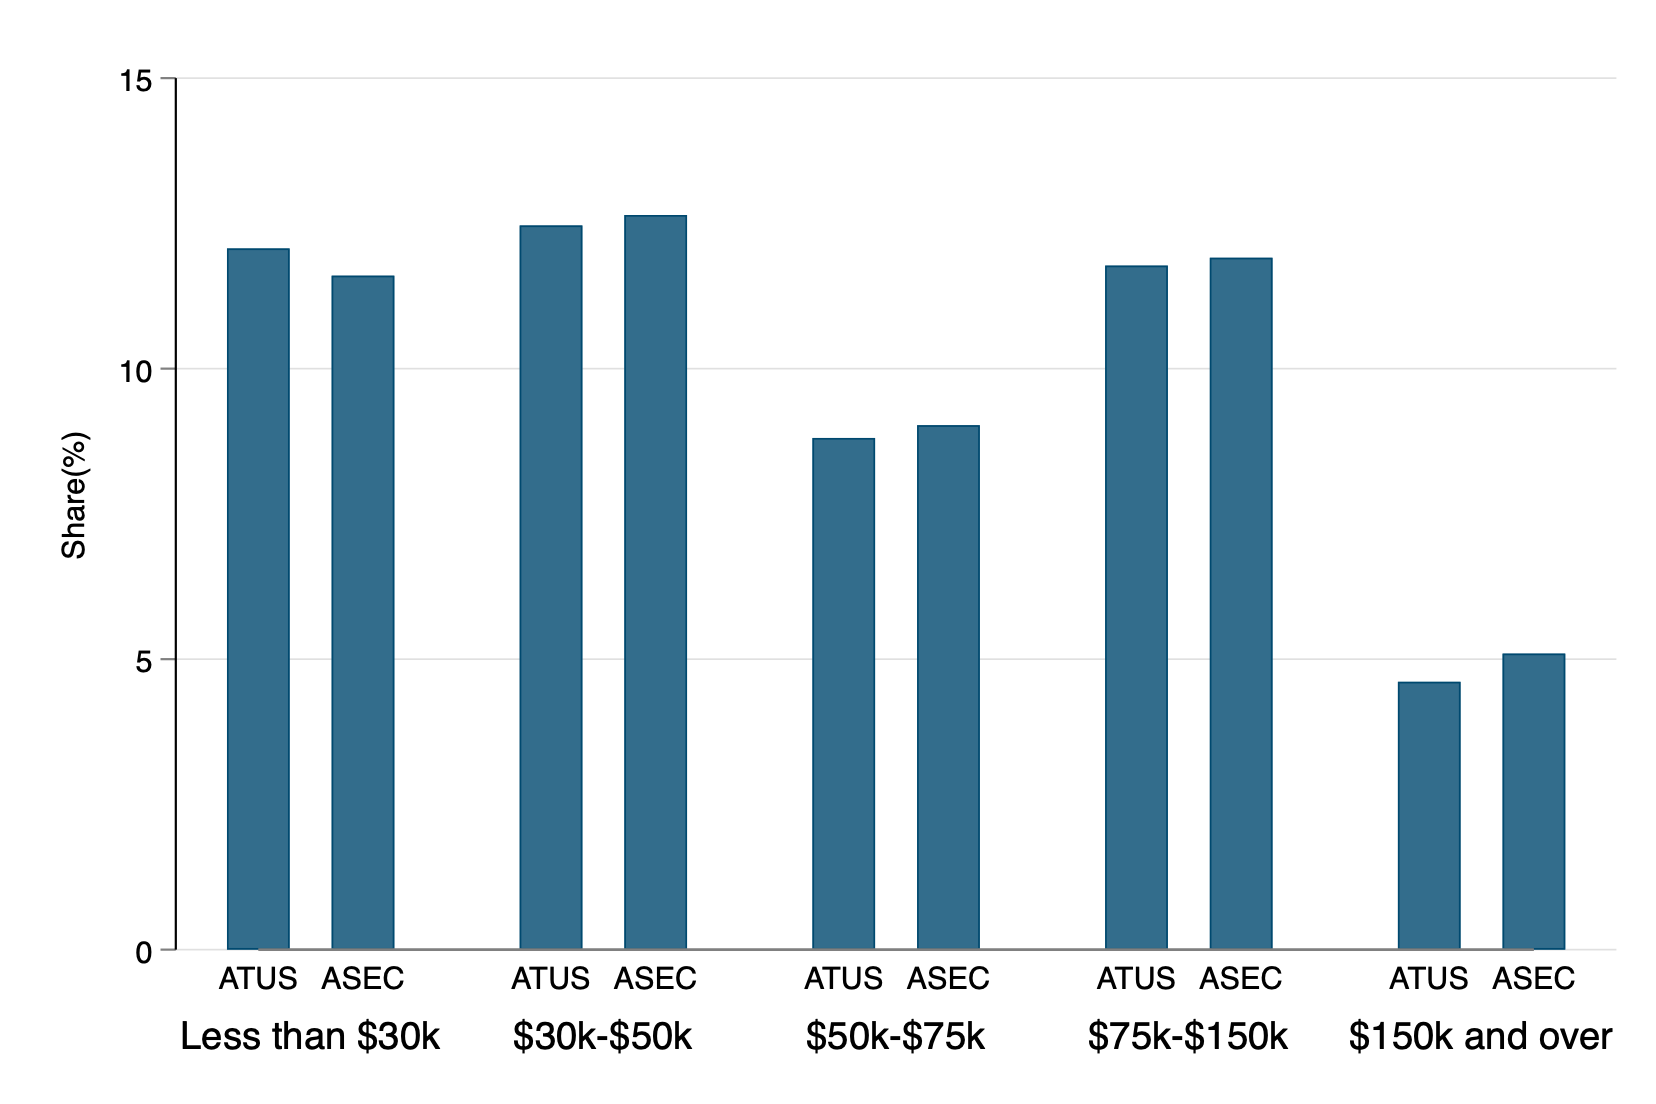 15
10
5
0
Share(%)
ATUS ASEC ATUS ASEC ATUS ASEC ATUS ASEC ATUS ASEC
Less than $30k $30k-$50k $50k-$75k $75k-$150k $150k and over